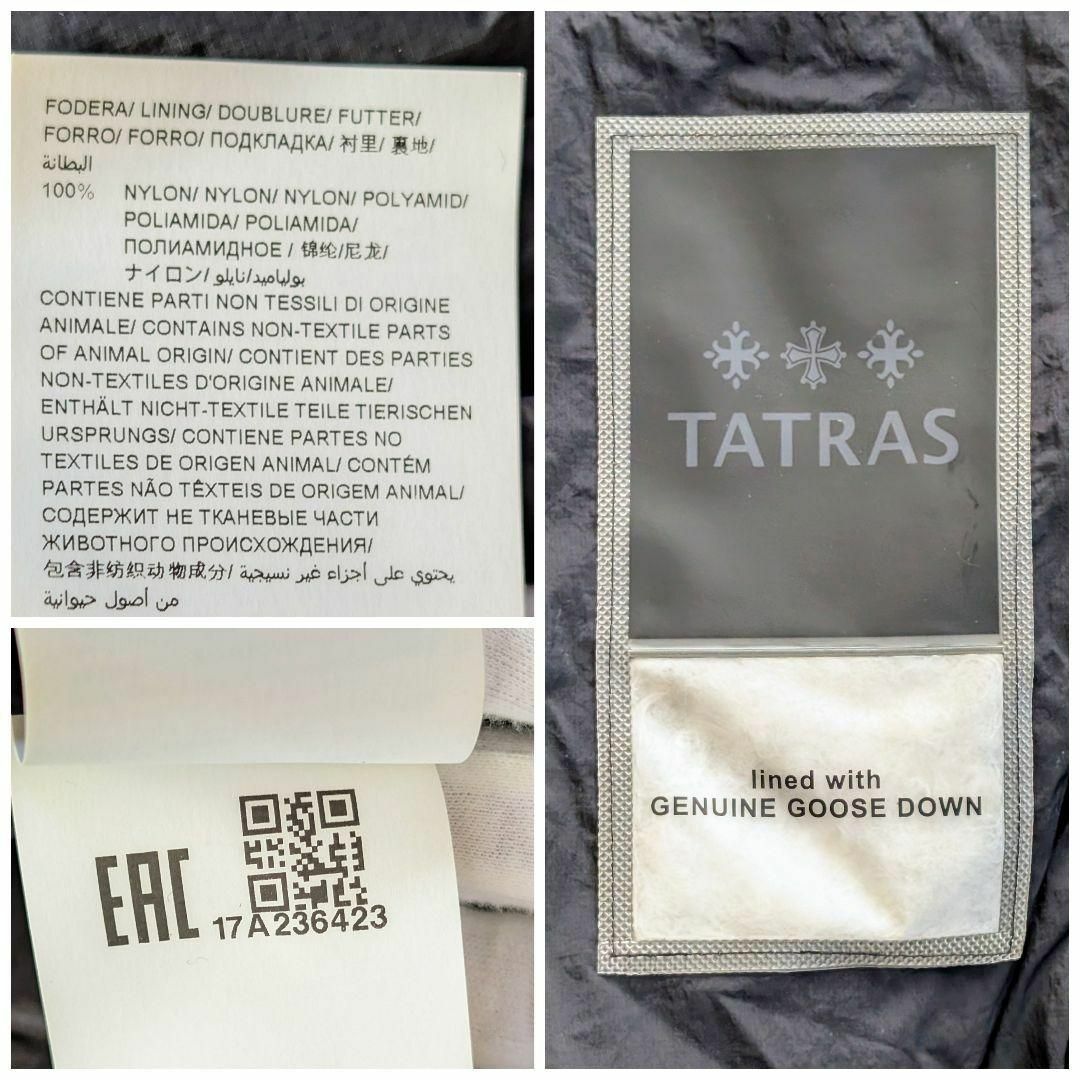 FODERA/ LINING/ DOUBLURE/ FUTTER/
FORRO/ FORRO/ ПОДКЛАДКА/ 衬里/ 裏地/
البطانة
100% NYLON/ NYLON/ NYLON/ POLYAMID/
POLIAMIDA/ POLIAMIDA/
ПОЛИАМИДНОЕ / 锦纶/尼龙/
ナイロン/ بولياميد/نايلو
CONTIENE PARTI NON TESSILI DI ORIGINE
ANIMALE/ CONTAINS NON-TEXTILE PARTS
OF ANIMAL ORIGIN/ CONTIENT DES PARTIES
NON-TEXTILES D'ORIGINE ANIMALE/
ENTHÄLT NICHT-TEXTILE TEILE TIERISCHEN
URSPRUNGS/ CONTIENE PARTES NO
TEXTILES DE ORIGEN ANIMAL/ CONTÉM
PARTES NÃO TÊXTEIS DE ORIGEM ANIMAL/
СОДЕРЖИТ НЕ ТКАНЕВЫЕ ЧАСТИ
ЖИВОТНОГО ПРОИСХОЖДЕНИЯ/
包含非纺织动物成分/ يحتوي على أجزاء غير نسيجية
من أصول حيوانية
EAC
17A236423
TATRAS
lined with
GENUINE GOOSE DOWN